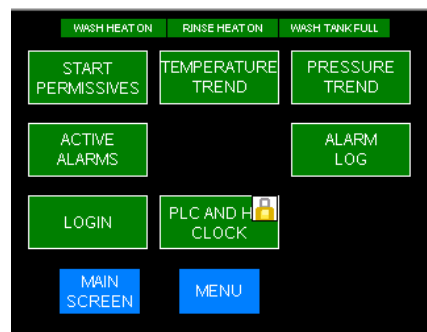 WASH HEAT ON RINSE HEAT ON WASH TANK FULL
START PERMISSIVES
TEMPERATURE TREND
PRESSURE TREND
ACTIVE ALARMS
ALARM LOG
LOGIN
PLC AND H
CLOCK
MAIN SCREEN
MENU